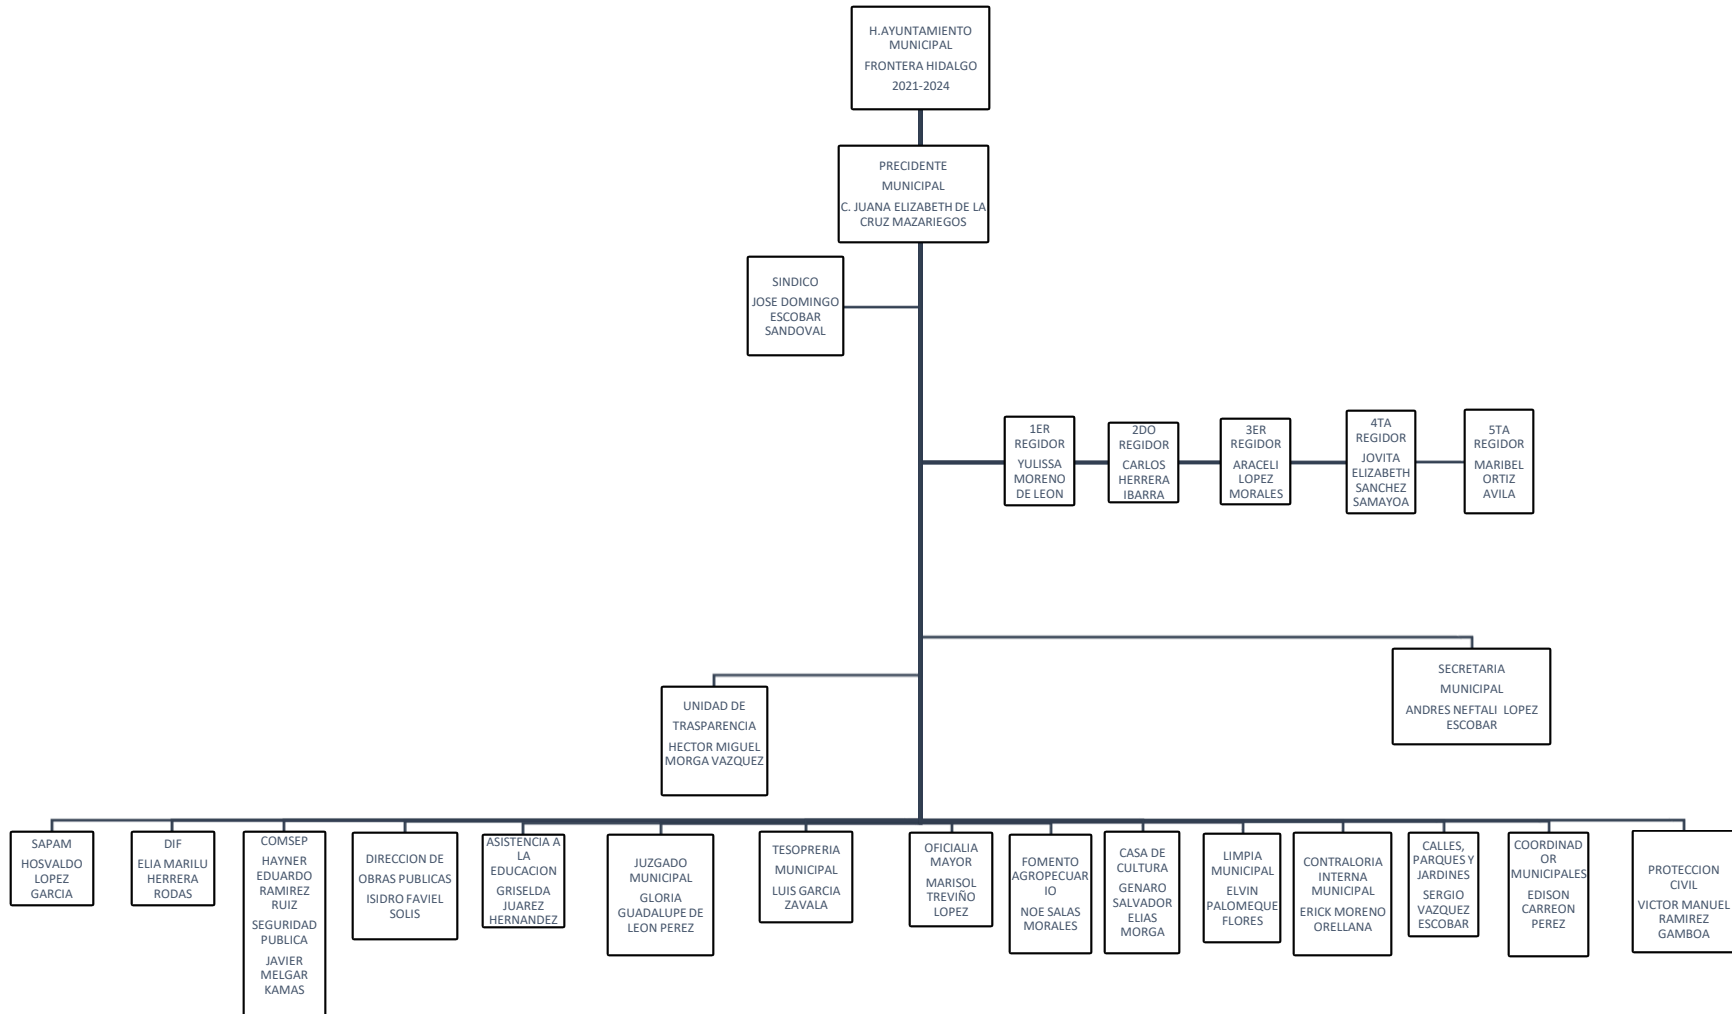 H.AYUNTAMIENTO
MUNICIPAL
FRONTERA HIDALGO
2021-2024
PRECIDENTE
MUNICIPAL
C. JUANA ELIZABETH DE LA
CRUZ MAZARIEGOS
SINDICO
JOSE DOMINGO
ESCOBAR
SANDOVAL
1ER
REGIDOR
YULISSA
MORENO
DE LEON
2DO
REGIDOR
CARLOS
HERRERA
IBARRA
3ER
REGIDOR
ARACELI
LOPEZ
MORALES
4TA
REGIDOR
JOVITA
ELIZABETH
SANCHEZ
SAMAYOA
5TA
REGIDOR
MARIBEL
ORTIZ
AVILA
SECRETARIA
MUNICIPAL
ANDRES NEFTALI LOPEZ
ESCOBAR
UNIDAD DE
TRASPARENCIA
HECTOR MIGUEL
MORGA VAZQUEZ
SAPAM
HOSVALDO
LOPEZ
GARCIA
DIF
ELIA MARILU
HERRERA
RODAS
COMSEP
HAYNER
EDUARDO
RAMIREZ
RUIZ
SEGURIDAD
PUBLICA
JAVIER
MELGAR
KAMAS
DIRECCION DE
OBRAS PUBLICAS
ISIDRO FAVIEL
SOLIS
ASISTENCIA A
LA
EDUCACION
GRISELDA
JUAREZ
HERNANDEZ
JUZGADO
MUNICIPAL
GLORIA
GUADALUPE DE
LEON PEREZ
TESOPRERIA
MUNICIPAL
LUIS GARCIA
ZAVALA
OFICIALIA
MAYOR
MARISOL
TREVIÑO
LOPEZ
FOMENTO
AGROPECUAR
IO
NOE SALAS
MORALES
CASA DE
CULTURA
GENARO
SALVADOR
ELIAS
MORGA
LIMPIA
MUNICIPAL
ELVIN
PALOMEQUE
FLORES
CONTRALORIA
INTERNA
MUNICIPAL
ERICK MORENO
ORELLANA
CALLES,
PARQUES Y
JARDINES
SERGIO
VAZQUEZ
ESCOBAR
COORDINAD
OR
MUNICIPALES
EDISON
CARREON
PEREZ
PROTECCION
CIVIL
VICTOR MANUEL
RAMIREZ
GAMBOA